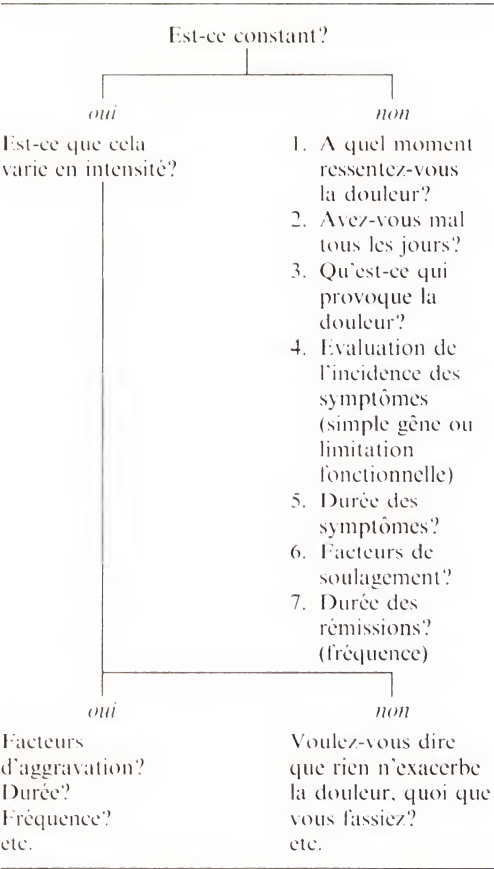 Est-ce constant?
oui
Est-ce que cela
varie en intensité?
non
1. A quel moment
ressentez-vous
la douleur?
2. Avez-vous mal
tous les jours?
3. Qu'est-ce qui
provoque la
douleur?
4. Evaluation de
l'incidence des
symptômes
(simple gêne ou
limitation
fonctionnelle)
5. Durée des
symptômes?
6. Facteurs de
soulagement?
7. Durée des
rémissions?
(fréquence)
oui
Facteurs
d'aggravation?
Durée?
Fréquence?
etc.
non
Voulez-vous dire
que rien n'exacerbe
la douleur, quoi que
vous fassiez?
etc.